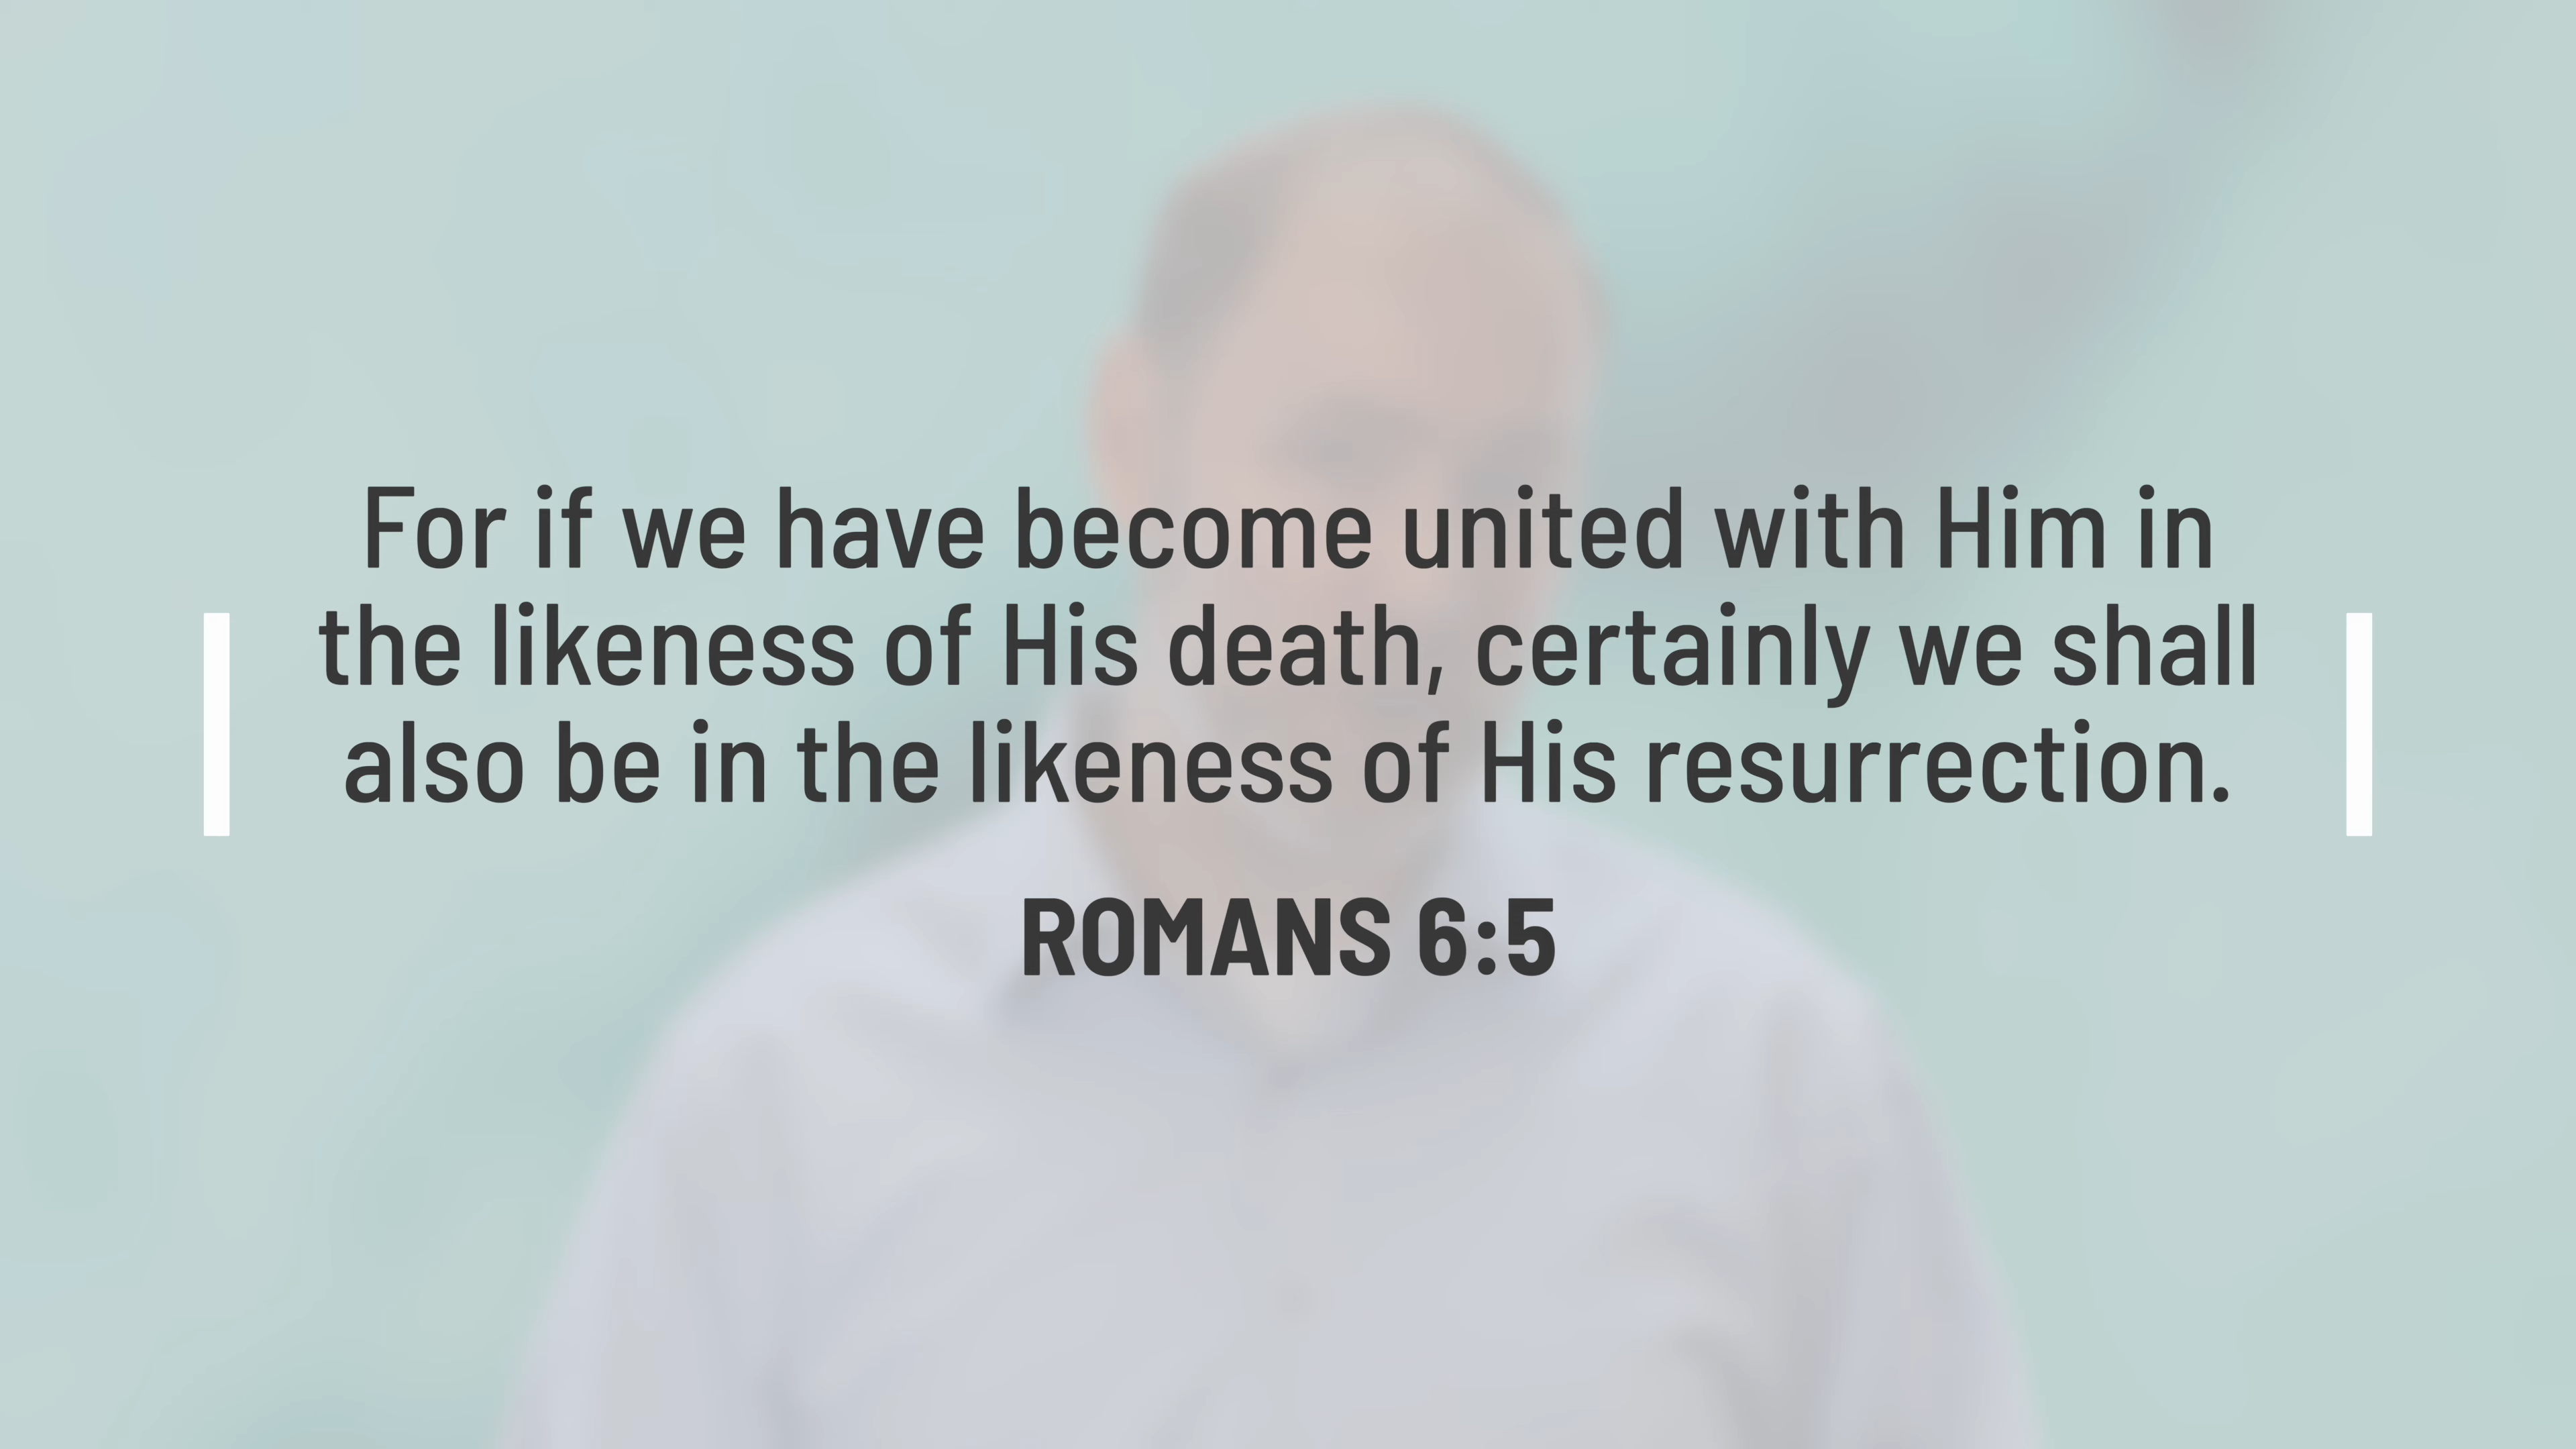 For if we have become united with Him in
the likeness of His death, certainly we shall
also be in the likeness of His resurrection.
ROMANS 6:5